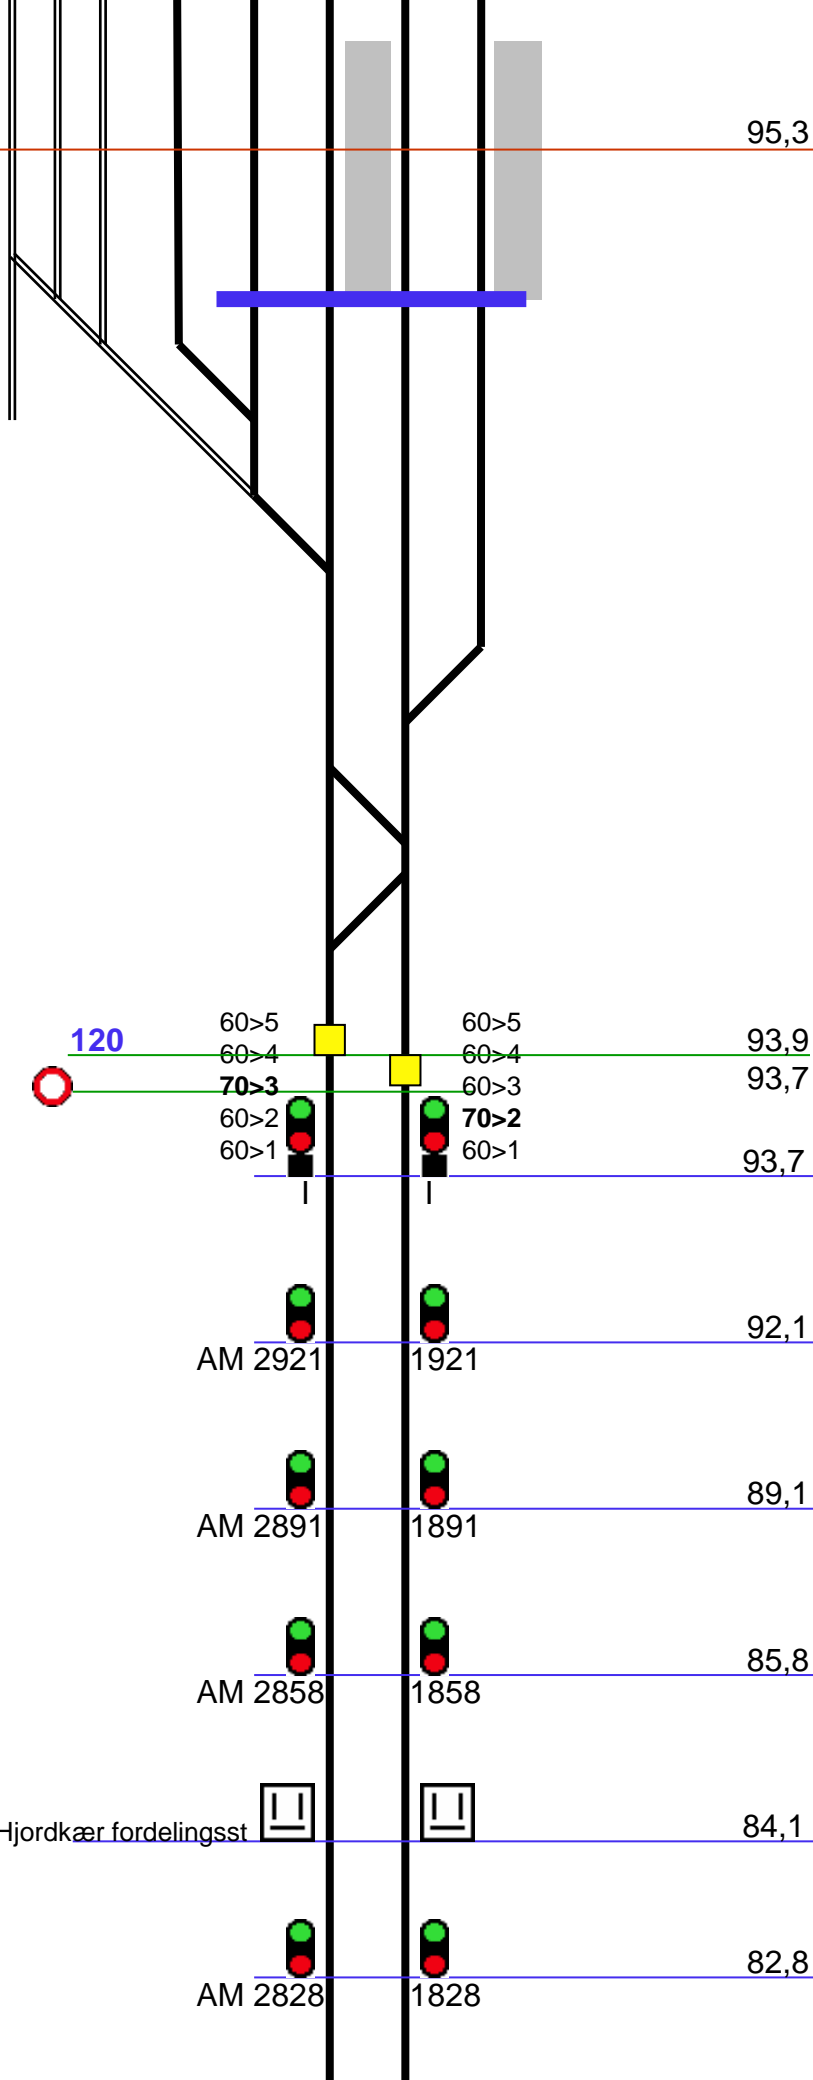 95,3
60>5 60>5
120 93,9
60>4 60>4
93,7
70>3 60>3
60>2 70>2
60>1 60>1
93,7
I I
92,1
AM 2921 1921
89,1
AM 2891 1891
85,8
AM 2858 1858
84,1
Hjordkær fordelingsst
82,8
AM 2828 1828